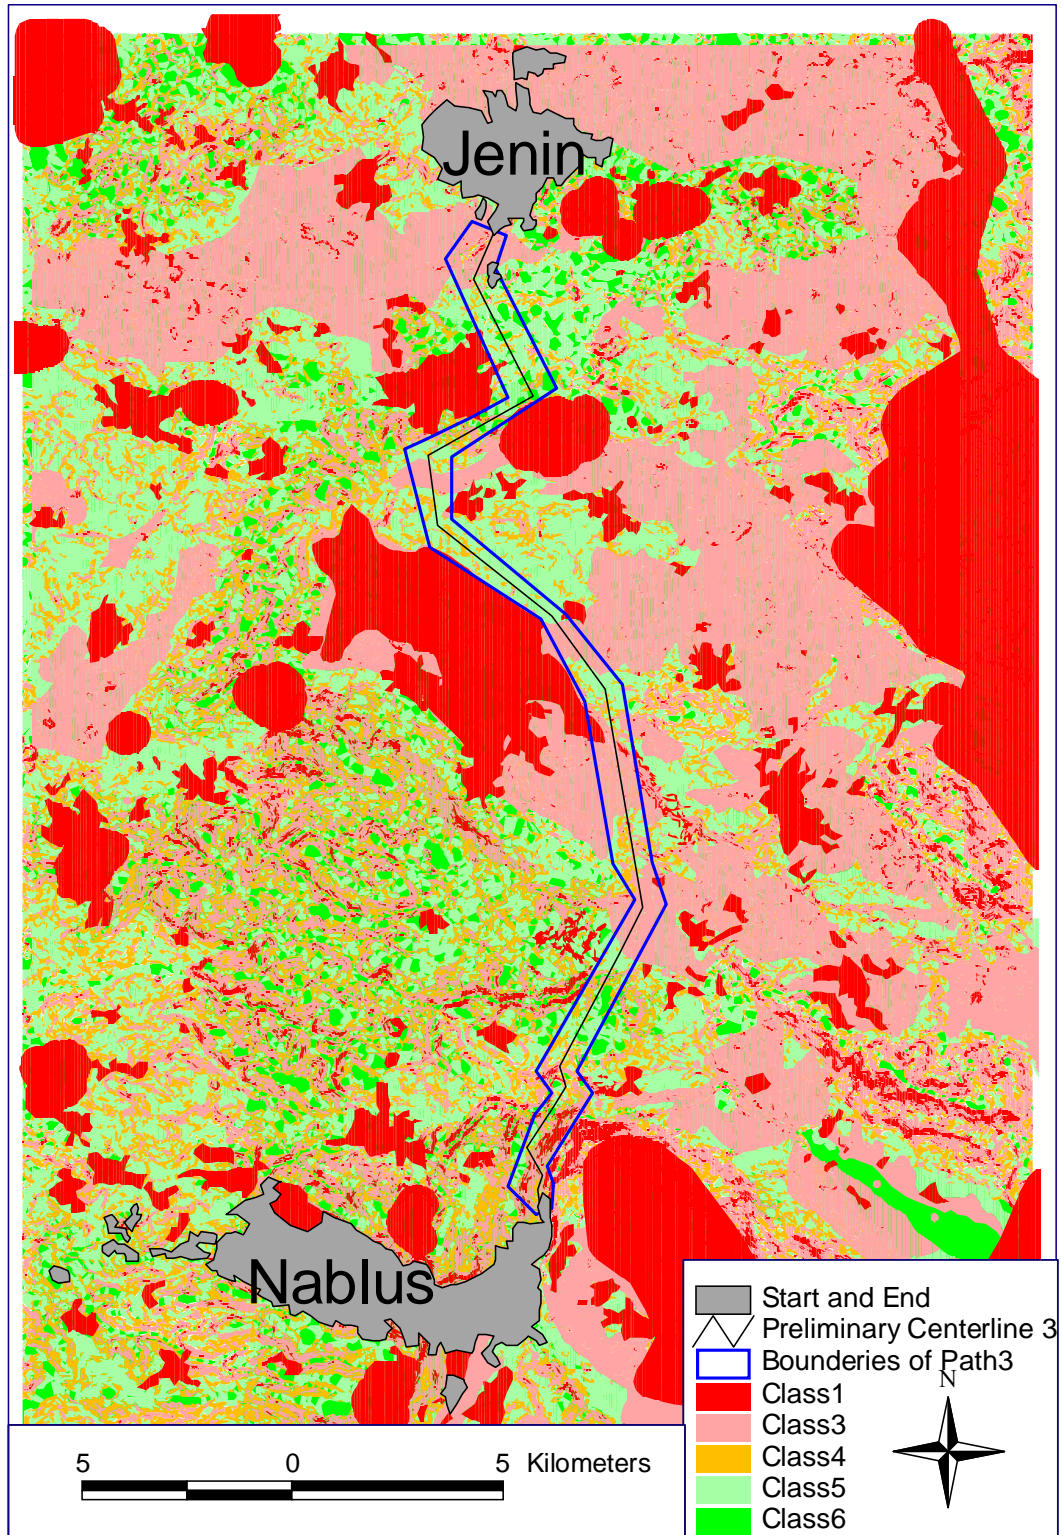 Jenin
Nablus
Start and End
Preliminary Centerline 3
Bounderies of Path3
N
Class1
Class3
Class4
Class5
Class6
5 0 5 Kilometers